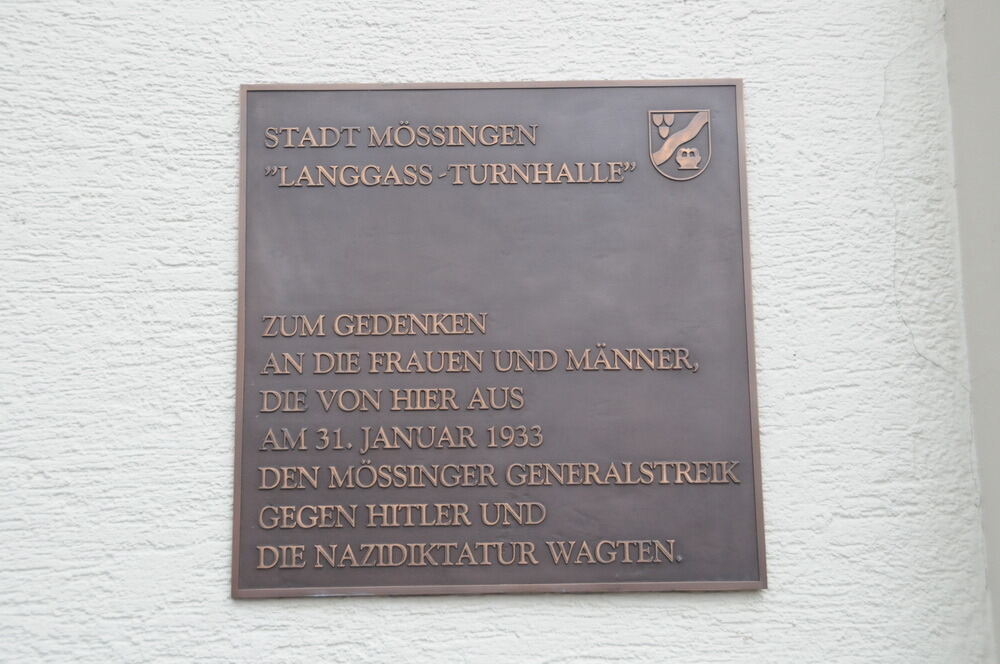 STADT MÖSSINGEN
”LANGGASS-TURNHALLE”
ZUM GEDENKEN
AN DIE FRAUEN UND MÄNNER,
DIE VON HIER AUS
AM 31. JANUAR 1933
DEN MÖSSINGER GENERALSTREIK
GEGEN HITLER UND
DIE NAZIDIKTATUR WAGTEN.